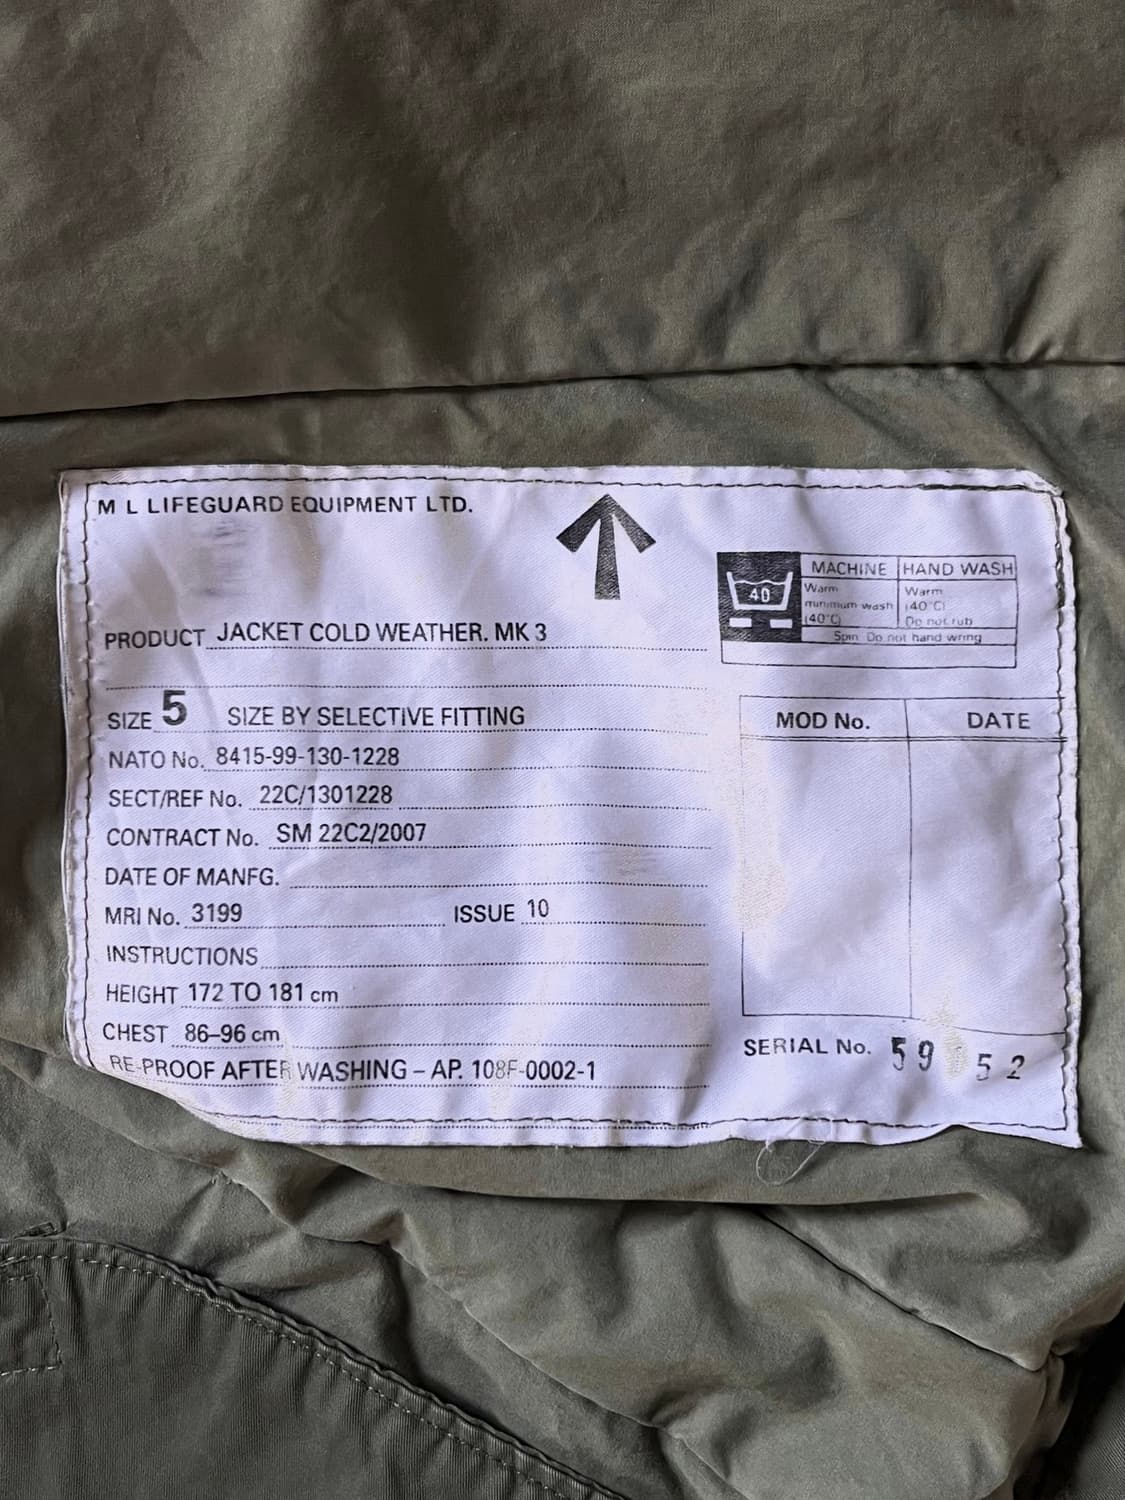 M L LIFEGUARD EQUIPMENT LTD.
PRODUCT JACKET COLD WEATHER. MK 3
SIZE 5 SIZE BY SELECTIVE FITTING
NATO No. 8415-99-130-1228
SECT/REF No. 22C/1301228
CONTRACT No. SM 22C2/2007
DATE OF MANFG.
MRI No. 3199 ISSUE 10
INSTRUCTIONS
HEIGHT 172 TO 181 cm
CHEST 86–96 cm
RE-PROOF AFTER WASHING – AP. 108F-0002-1
40
MACHINE HAND WASH
Warm Warm
minimum wash (40°C)
(40°C) Do not rub
Spin. Do not hand wring
MOD No. DATE
SERIAL No. 59 52